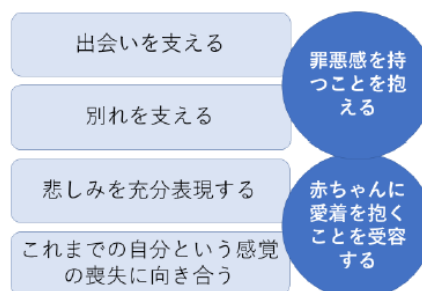 出会いを支える
別れを支える
悲しみを充分表現する
これまでの自分という感覚
の喪失に向き合う
罪悪感を持
つことを抱
える
赤ちゃんに
愛着を抱く
ことを受容
する